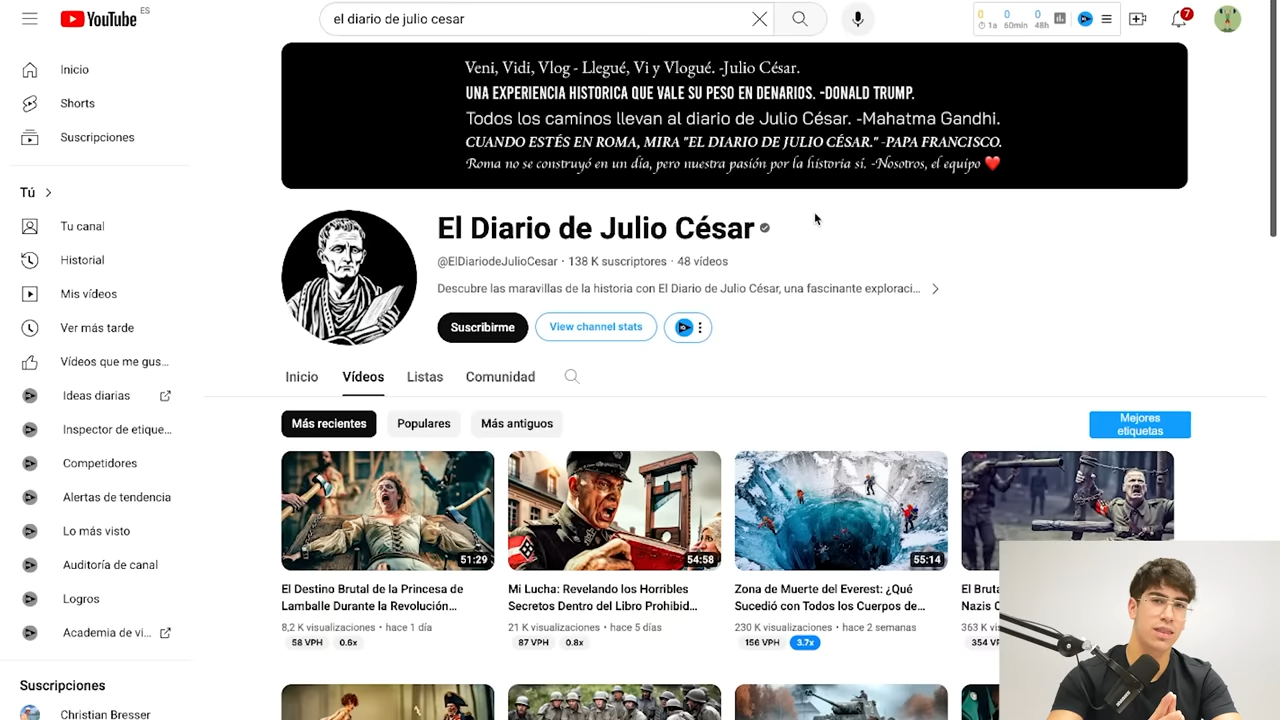 YouTube ES
el diario de julio cesar
0 0 0
1a 60min 48h
7
Inicio
Shorts
Suscripciones
Tú
Tu canal
Historial
Mis vídeos
Ver más tarde
Vídeos que me gus...
Ideas diarias
Inspector de etique...
Competidores
Alertas de tendencia
Lo más visto
Auditoría de canal
Logros
Academia de vi...
Suscripciones
Christian Bresser
Veni, Vidi, Vlog - Llegué, Vi y Vlogué. -Julio César.
UNA EXPERIENCIA HISTORICA QUE VALE SU PESO EN DENARIOS. -DONALD TRUMP.
Todos los caminos llevan al diario de Julio César. -Mahatma Gandhi.
CUANDO ESTÉS EN ROMA, MIRA "EL DIARIO DE JULIO CÉSAR." -PAPA FRANCISCO.
Roma no se construyó en un día, pero nuestra pasión por la historia sí. -Nosotros, el equipo ❤️
El Diario de Julio César
@ElDiariodeJulioCesar · 138 K suscriptores · 48 vídeos
Descubre las maravillas de la historia con El Diario de Julio César, una fascinante exploraci...
Suscribirme
View channel stats
Inicio Vídeos Listas Comunidad
Más recientes Populares Más antiguos
Mejores
etiquetas
51:29
El Destino Brutal de la Princesa de
Lamballe Durante la Revolución...
8,2 K visualizaciones · hace 1 día
58 VPH 0.6x
54:58
Mi Lucha: Revelando los Horribles
Secretos Dentro del Libro Prohibid...
21 K visualizaciones · hace 5 días
87 VPH 0.8x
55:14
Zona de Muerte del Everest: ¿Qué
Sucedió con Todos los Cuerpos de...
230 K visualizaciones · hace 2 semanas
156 VPH 3.7x
El Brut
Nazis C
363 K vis
354 VP